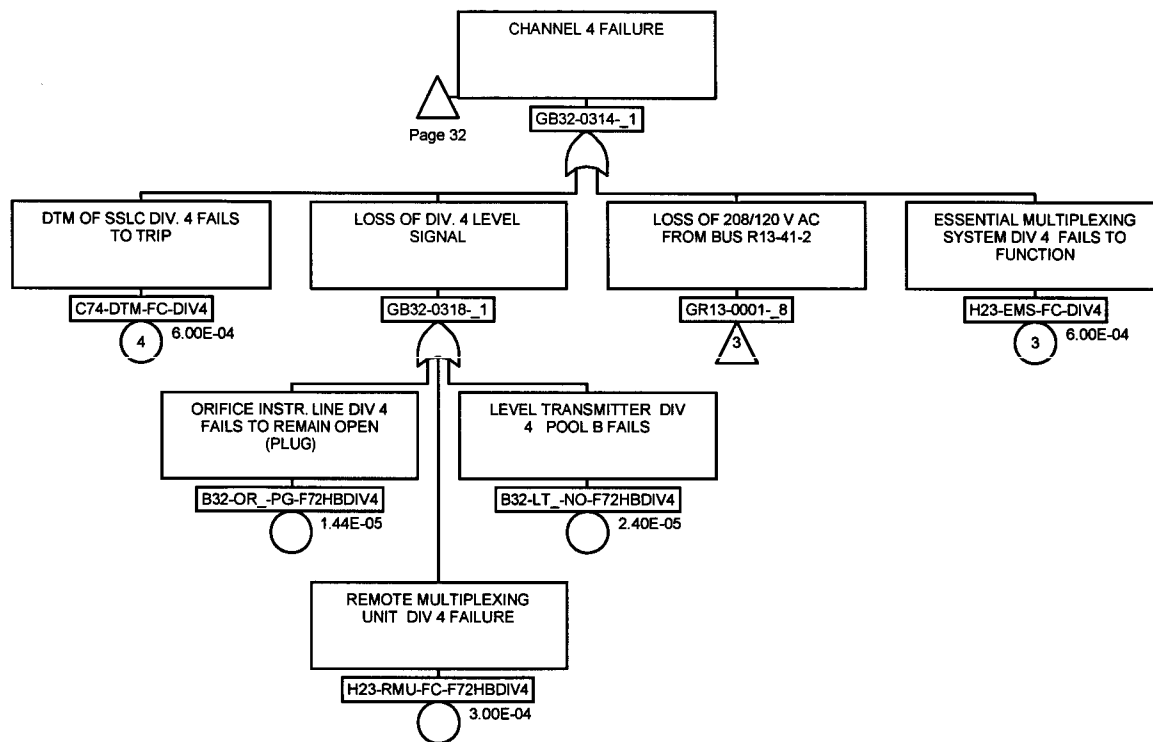 CHANNEL 4 FAILURE
Page 32
GB32-0314-_1
DTM OF SSLC DIV. 4 FAILS
TO TRIP
C74-DTM-FC-DIV4
4
6.00E-04
LOSS OF DIV. 4 LEVEL
SIGNAL
GB32-0318-_1
LOSS OF 208/120 V AC
FROM BUS R13-41-2
GR13-0001-_8
3
ESSENTIAL MULTIPLEXING
SYSTEM DIV 4 FAILS TO
FUNCTION
H23-EMS-FC-DIV4
3
6.00E-04
ORIFICE INSTR. LINE DIV 4
FAILS TO REMAIN OPEN
(PLUG)
B32-OR_-PG-F72HBDIV4
1.44E-05
LEVEL TRANSMITTER DIV
4 POOL B FAILS
B32-LT_-NO-F72HBDIV4
2.40E-05
REMOTE MULTIPLEXING
UNIT DIV 4 FAILURE
H23-RMU-FC-F72HBDIV4
3.00E-04